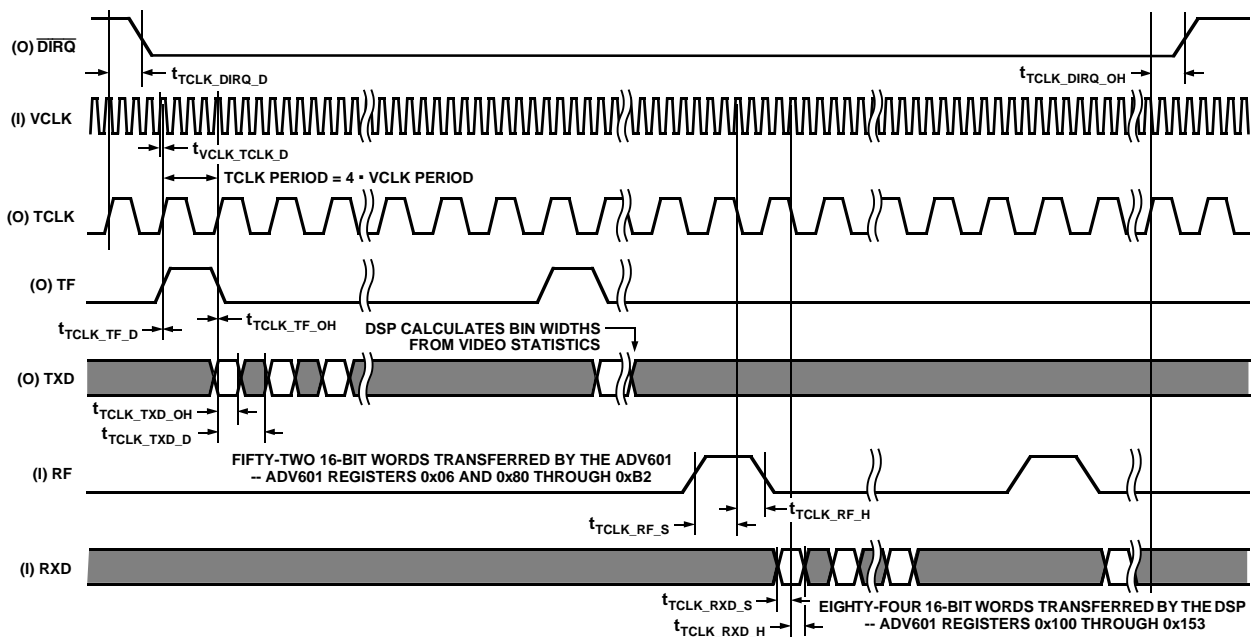 (O) DIRQ
tTCLK_DIRQ_D
tTCLK_DIRQ_OH
(I) VCLK
tVCLK_TCLK_D
TCLK PERIOD = 4 ▪ VCLK PERIOD
(O) TCLK
(O) TF
tTCLK_TF_D
tTCLK_TF_OH
DSP CALCULATES BIN WIDTHS
FROM VIDEO STATISTICS
(O) TXD
tTCLK_TXD_OH
tTCLK_TXD_D
FIFTY-TWO 16-BIT WORDS TRANSFERRED BY THE ADV601
-- ADV601 REGISTERS 0x06 AND 0x80 THROUGH 0xB2
(I) RF
tTCLK_RF_S
tTCLK_RF_H
(I) RXD
tTCLK_RXD_S
tTCLK_RXD_H
EIGHTY-FOUR 16-BIT WORDS TRANSFERRED BY THE DSP
-- ADV601 REGISTERS 0x100 THROUGH 0x153